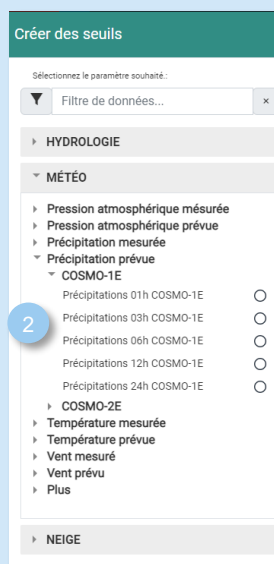 Créer des seuils
Sélectionnez le paramètre souhaité.:
Filtre de données... ×
HYDROLOGIE
MÉTÉO
Pression atmosphérique mésurée
Pression atmosphérique prévue
Précipitation mesurée
Précipitation prévue
COSMO-1E
Précipitations 01h COSMO-1E
Précipitations 03h COSMO-1E
2
Précipitations 06h COSMO-1E
Précipitations 12h COSMO-1E
Précipitations 24h COSMO-1E
COSMO-2E
Température mesurée
Température prévue
Vent mesuré
Vent prévu
Plus
NEIGE